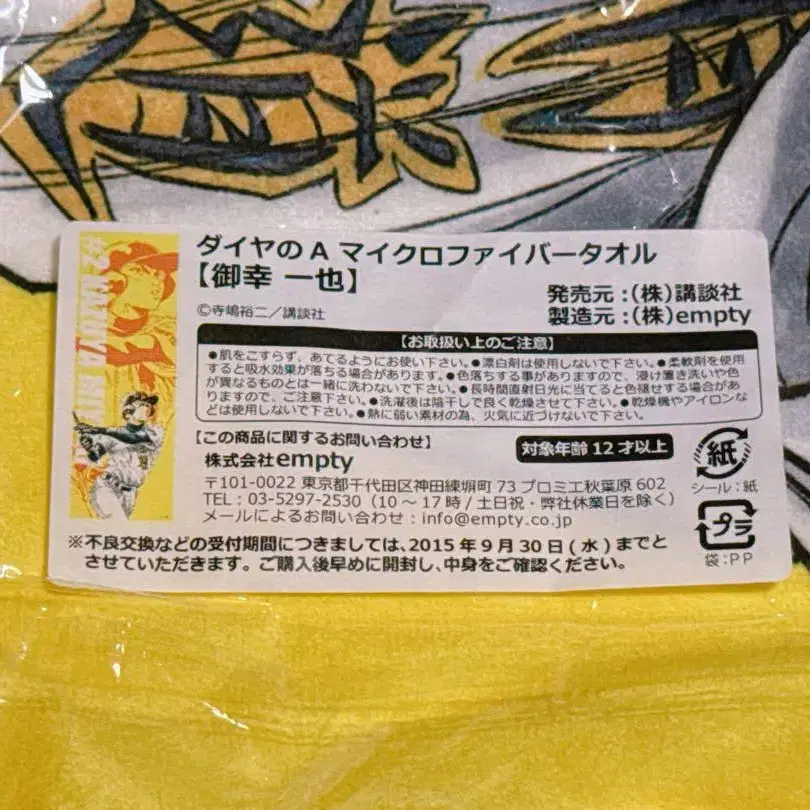 ダイヤのA マイクロファイバータオル
【御幸 一也】
発売元:(株)講談社
製造元:(株)empty
©寺嶋裕二/講談社
【お取扱い上のご注意】
●肌をこすらず、あてるようにお使い下さい。●漂白剤は使用しないで下さい。●柔軟剤を使用
すると吸水効果が落ちる場合があります。●色落ちする事がありますので、浸け置き洗いや色
が異なるものとは一緒に洗わないで下さい。●長時間直射日光に当てると色褪せする場合があ
りますので、ご注意下さい。●洗濯後は陰干しで良く乾燥させて下さい。●乾燥機やアイロンな
どは使用しないで下さい。●熱に弱い素材の為、火気に近づけないで下さい。
【この商品に関するお問い合わせ】
対象年齢12才以上
株式会社empty
〒101-0022 東京都千代田区神田練塀町73 プロミエ秋葉原602
TEL:03-5297-2530(10〜17時/土日祝・弊社休業日を除く)
メールによるお問い合わせ:info@empty.co.jp
紙
シール:紙
プラ
袋:PP
※不良交換などの受付期間につきましては、2015年9月30日(水)までと
させていただきます。ご購入後早めに開封し、中身をご確認ください。
#2 KAZUYA